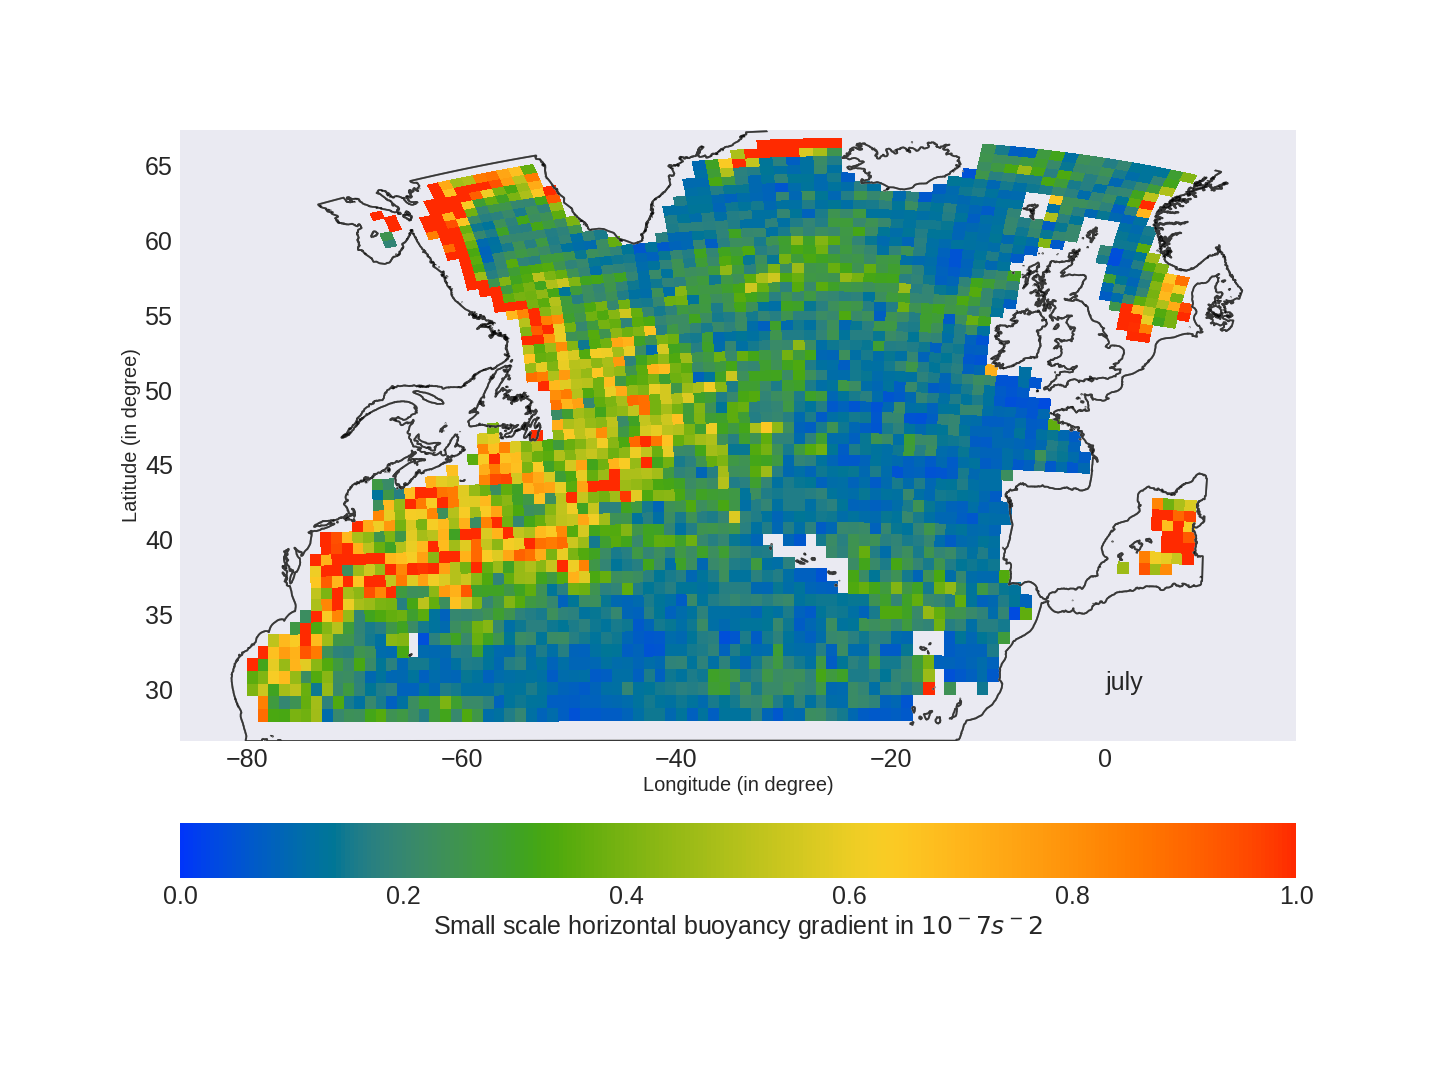 65
60
55
50
45
40
35
30
Latitude (in degree)
july
−80 −60 −40 −20 0
Longitude (in degree)
0.0 0.2 0.4 0.6 0.8 1.0
Small scale horizontal buoyancy gradient in 10⁻7s⁻2